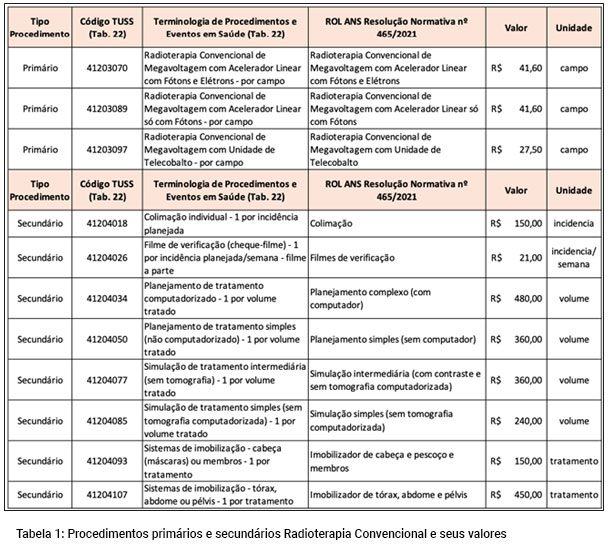 Tipo Procedimento | Código TUSS (Tab. 22) | Terminologia de Procedimentos e Eventos em Saúde (Tab. 22) | ROL ANS Resolução Normativa nº 465/2021 | Valor | Unidade
Primário | 41203070 | Radioterapia Convencional de Megavoltagem com Acelerador Linear com Fótons e Elétrons - por campo | Radioterapia Convencional de Megavoltagem com Acelerador Linear com Fótons e Elétrons | R$ 41,60 | campo
Primário | 41203089 | Radioterapia Convencional de Megavoltagem com Acelerador Linear só com Fótons - por campo | Radioterapia Convencional de Megavoltagem com Acelerador Linear só com Fótons | R$ 41,60 | campo
Primário | 41203097 | Radioterapia Convencional de Megavoltagem com Unidade de Telecobalto - por campo | Radioterapia Convencional de Megavoltagem com Unidade de Telecobalto | R$ 27,50 | campo
Tipo Procedimento | Código TUSS (Tab. 22) | Terminologia de Procedimentos e Eventos em Saúde (Tab. 22) | ROL ANS Resolução Normativa nº 465/2021 | Valor | Unidade
Secundário | 41204018 | Colimação individual - 1 por incidência planejada | Colimação | R$ 150,00 | incidencia
Secundário | 41204026 | Filme de verificação (cheque-filme) - 1 por incidência planejada/semana - filme a parte | Filmes de verificação | R$ 21,00 | incidencia/ semana
Secundário | 41204034 | Planejamento de tratamento computadorizado - 1 por volume tratado | Planejamento complexo (com computador) | R$ 480,00 | volume
Secundário | 41204050 | Planejamento de tratamento simples (não computadorizado) - 1 por volume tratado | Planejamento simples (sem computador) | R$ 360,00 | volume
Secundário | 41204077 | Simulação de tratamento intermediária (sem tomografia) - 1 por volume tratado | Simulação intermediária (com contraste e sem tomografia computadorizada) | R$ 360,00 | volume
Secundário | 41204085 | Simulação de tratamento simples (sem tomografia computadorizada) - 1 por volume tratado | Simulação simples (sem tomografia computadorizada) | R$ 240,00 | volume
Secundário | 41204093 | Sistemas de imobilização - cabeça (máscaras) ou membros - 1 por tratamento | Imobilizador de cabeça e pescoço e membros | R$ 150,00 | tratamento
Secundário | 41204107 | Sistemas de imobilização - tórax, abdome ou pélvis - 1 por tratamento | Imobilizador de tórax, abdome e pélvis | R$ 450,00 | tratamento
Tabela 1: Procedimentos primários e secundários Radioterapia Convencional e seus valores